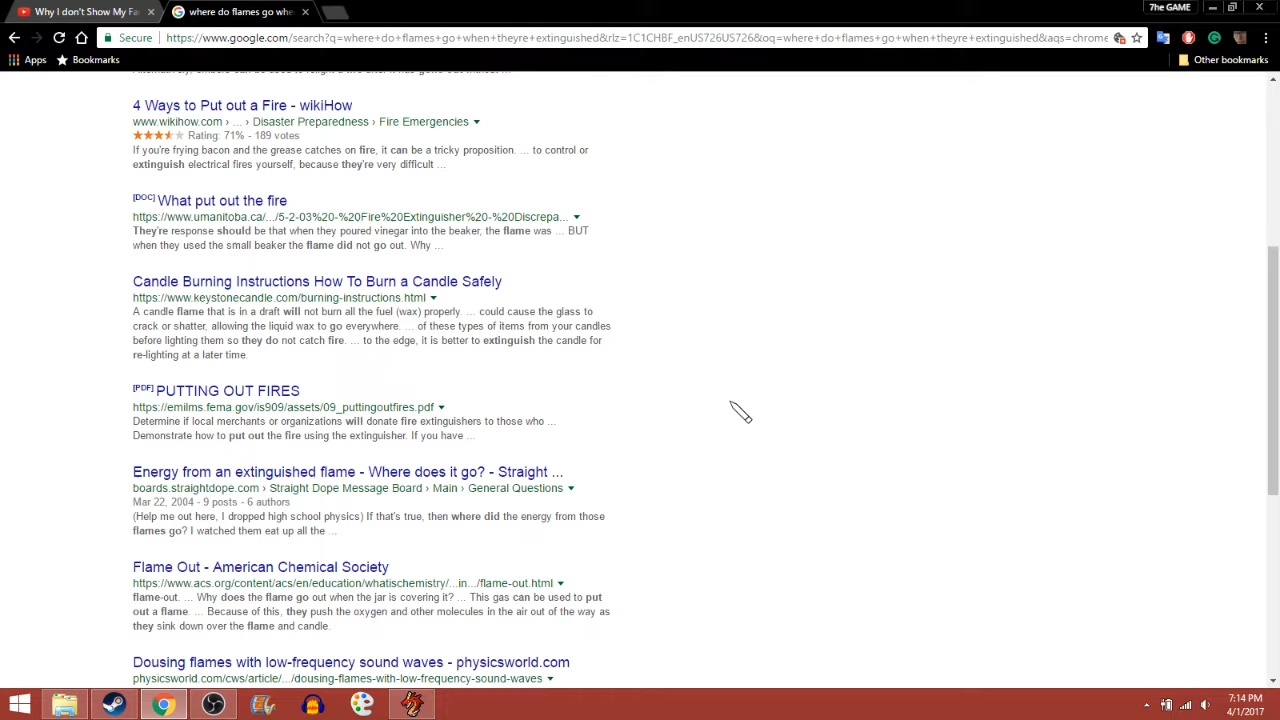 Why I don't Show My Fa
where do flames go whe
7he GAME
Secure
https://www.google.com/search?q=where+do+flames+go+when+theyre+extinguished&rlz=1C1CHBF_enUS726US726&oq=where+do+flames+go+when+theyre+extinguished&aqs=chrome
Apps
Bookmarks
Other bookmarks
4 Ways to Put out a Fire - wikiHow
www.wikihow.com › ... › Disaster Preparedness › Fire Emergencies
Rating: 71% - 189 votes
If you're frying bacon and the grease catches on fire, it can be a tricky proposition. ... to control or
extinguish electrical fires yourself, because they're very difficult ...
[DOC] What put out the fire
https://www.umanitoba.ca/.../5-2-03%20-%20Fire%20Extinguisher%20-%20Discrepa...
They're response should be that when they poured vinegar into the beaker, the flame was ... BUT
when they used the small beaker the flame did not go out. Why ...
Candle Burning Instructions How To Burn a Candle Safely
https://www.keystonecandle.com/burning-instructions.html
A candle flame that is in a draft will not burn all the fuel (wax) properly. ... could cause the glass to
crack or shatter, allowing the liquid wax to go everywhere. ... of these types of items from your candles
before lighting them so they do not catch fire. ... to the edge, it is better to extinguish the candle for
re-lighting at a later time.
[PDF] PUTTING OUT FIRES
https://emilms.fema.gov/is909/assets/09_puttingoutfires.pdf
Determine if local merchants or organizations will donate fire extinguishers to those who ...
Demonstrate how to put out the fire using the extinguisher. If you have ...
Energy from an extinguished flame - Where does it go? - Straight ...
boards.straightdope.com › Straight Dope Message Board › Main › General Questions
Mar 22, 2004 - 9 posts - 6 authors
(Help me out here, I dropped high school physics) If that's true, then where did the energy from those
flames go? I watched them eat up all the ...
Flame Out - American Chemical Society
https://www.acs.org/content/acs/en/education/whatischemistry/...in.../flame-out.html
flame-out. ... Why does the flame go out when the jar is covering it? ... This gas can be used to put
out a flame. ... Because of this, they push the oxygen and other molecules in the air out of the way as
they sink down over the flame and candle.
Dousing flames with low-frequency sound waves - physicsworld.com
physicsworld.com/cws/article/.../dousing-flames-with-low-frequency-sound-waves
7:14 PM
4/1/2017